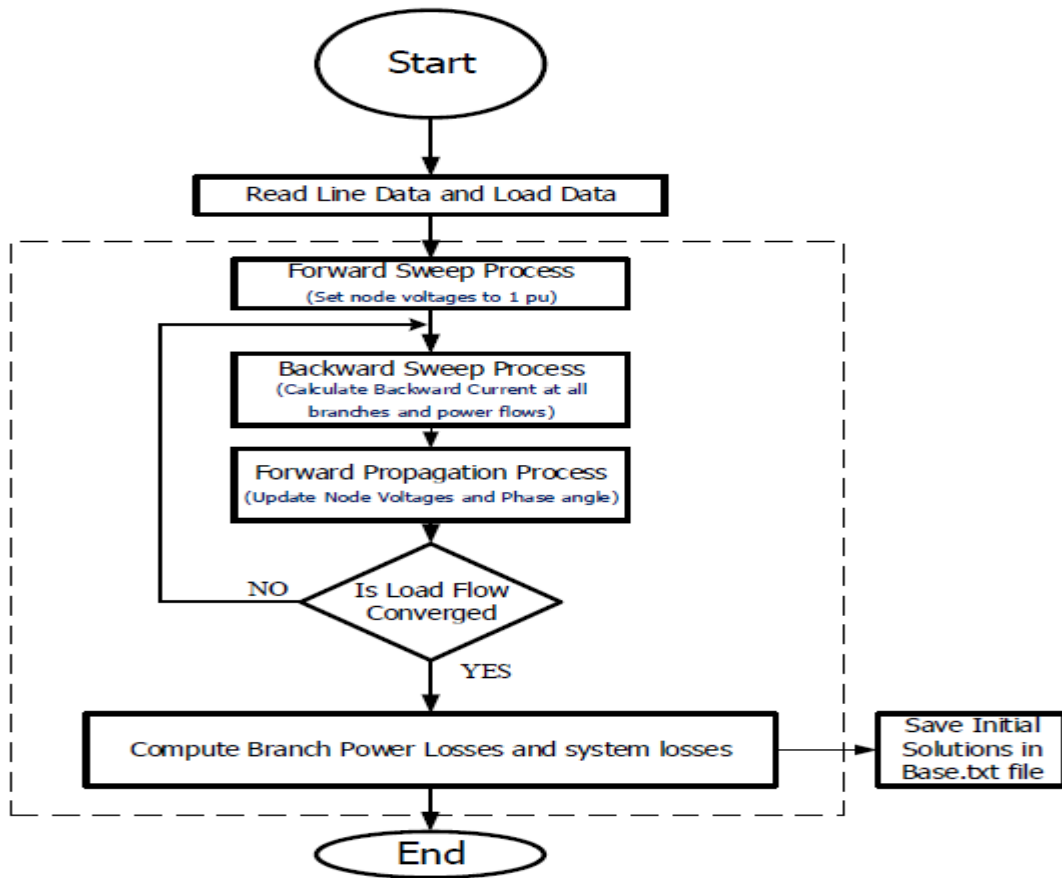 Start
Read Line Data and Load Data
Forward Sweep Process
(Set node voltages to 1 pu)
Backward Sweep Process
(Calculate Backward Current at all
branches and power flows)
Forward Propagation Process
(Update Node Voltages and Phase angle)
NO
Is Load Flow
Converged
YES
Compute Branch Power Losses and system losses
Save Initial
Solutions in
Base.txt file
End